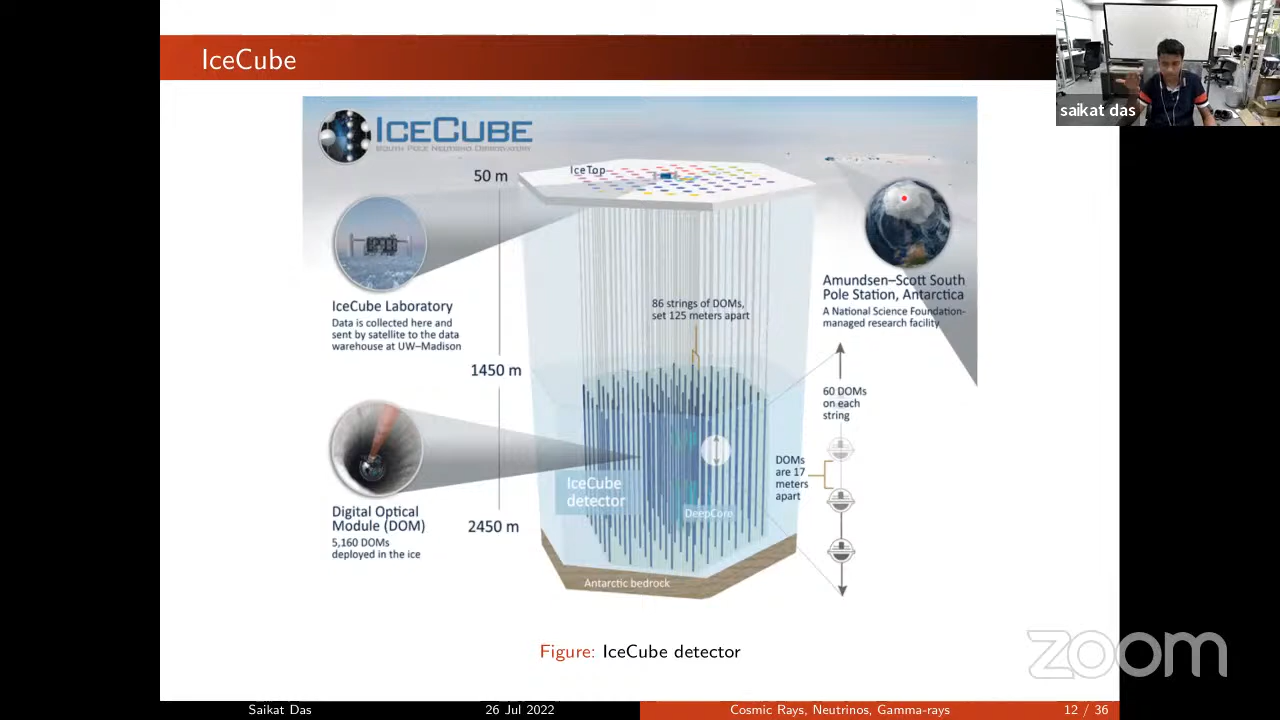 IceCube
saikat das
ICECUBE
SOUTH POLE NEUTRINO OBSERVATORY
50 m
IceTop
IceCube Laboratory
Data is collected here and
sent by satellite to the data
warehouse at UW–Madison
86 strings of DOMs,
set 125 meters apart
Amundsen–Scott South
Pole Station, Antarctica
A National Science Foundation-
managed research facility
1450 m
60 DOMs
on each
string
DOMs
are 17
meters
apart
IceCube
detector
DeepCore
Digital Optical
Module (DOM)
5,160 DOMs
deployed in the ice
2450 m
Antarctic bedrock
Figure: IceCube detector
zoom
Saikat Das
26 Jul 2022
Cosmic Rays, Neutrinos, Gamma-rays
12 / 36